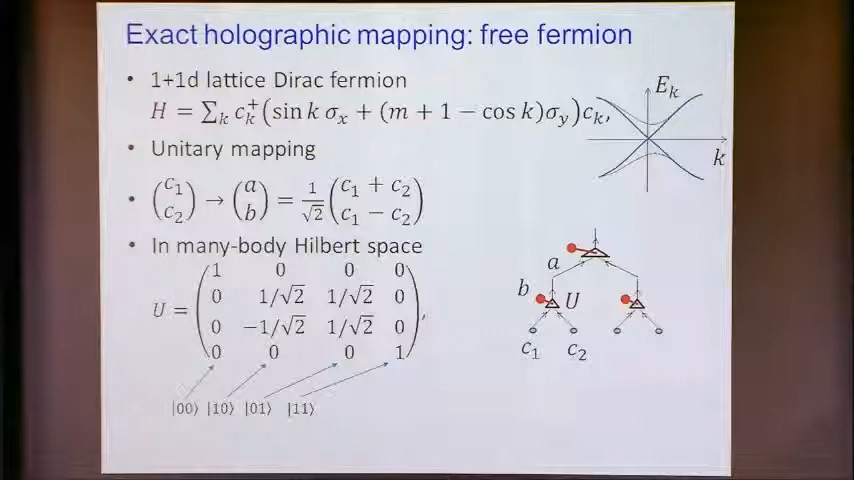 Exact holographic mapping: free fermion
• 1+1d lattice Dirac fermion
H = ∑ₖ cₖ⁺(sin k σₓ + (m + 1 − cos k)σᵧ)cₖ,
• Unitary mapping
• (c₁ c₂) → (a b) = 1/√2 (c₁ + c₂ c₁ − c₂)
• In many-body Hilbert space
1 0 0 0
0 1/√2 1/√2 0
U =
0 −1/√2 1/√2 0
,
0 0 0 1
|00⟩ |10⟩ |01⟩ |11⟩
Eₖ
k
a
b U
c₁ c₂